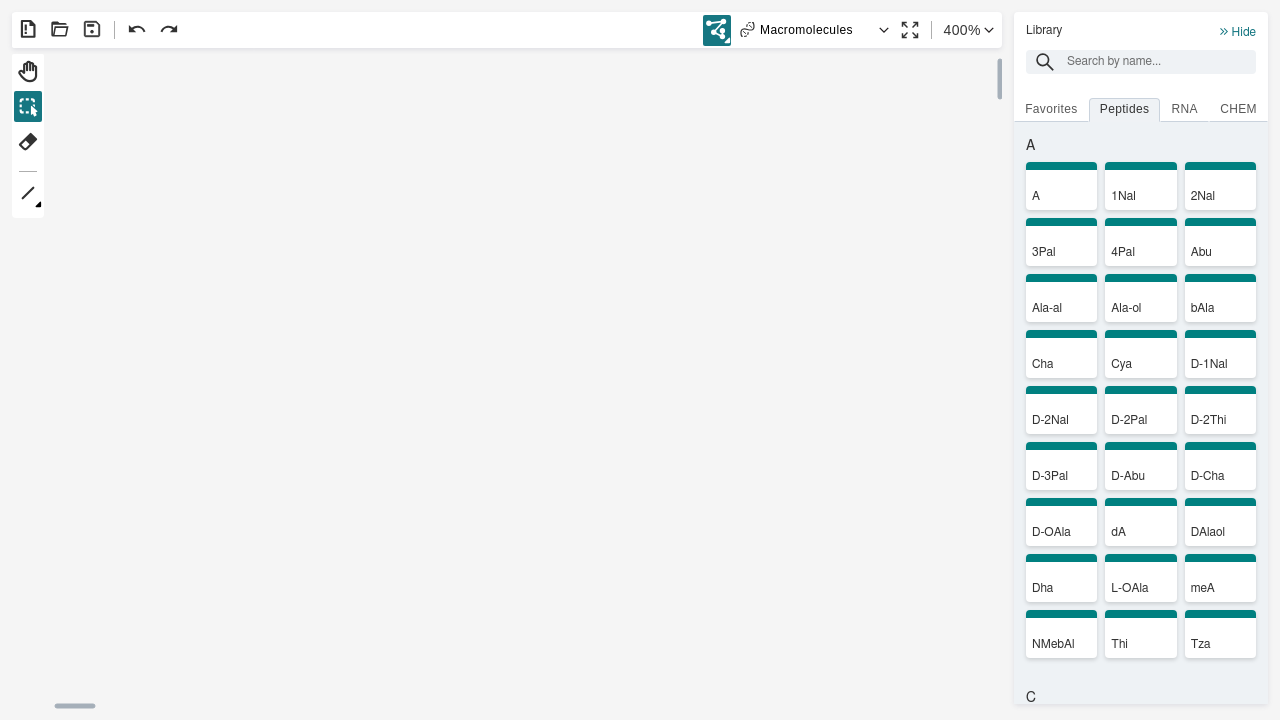 Macromolecules
400%
Library
Hide
Search by name...
Favorites Peptides RNA CHEM
A
A 1Nal 2Nal
3Pal 4Pal Abu
Ala-al Ala-ol bAla
Cha Cya D-1Nal
D-2Nal D-2Pal D-2Thi
D-3Pal D-Abu D-Cha
D-OAla dA DAlaol
Dha L-OAla meA
NMebAl Thi Tza
C